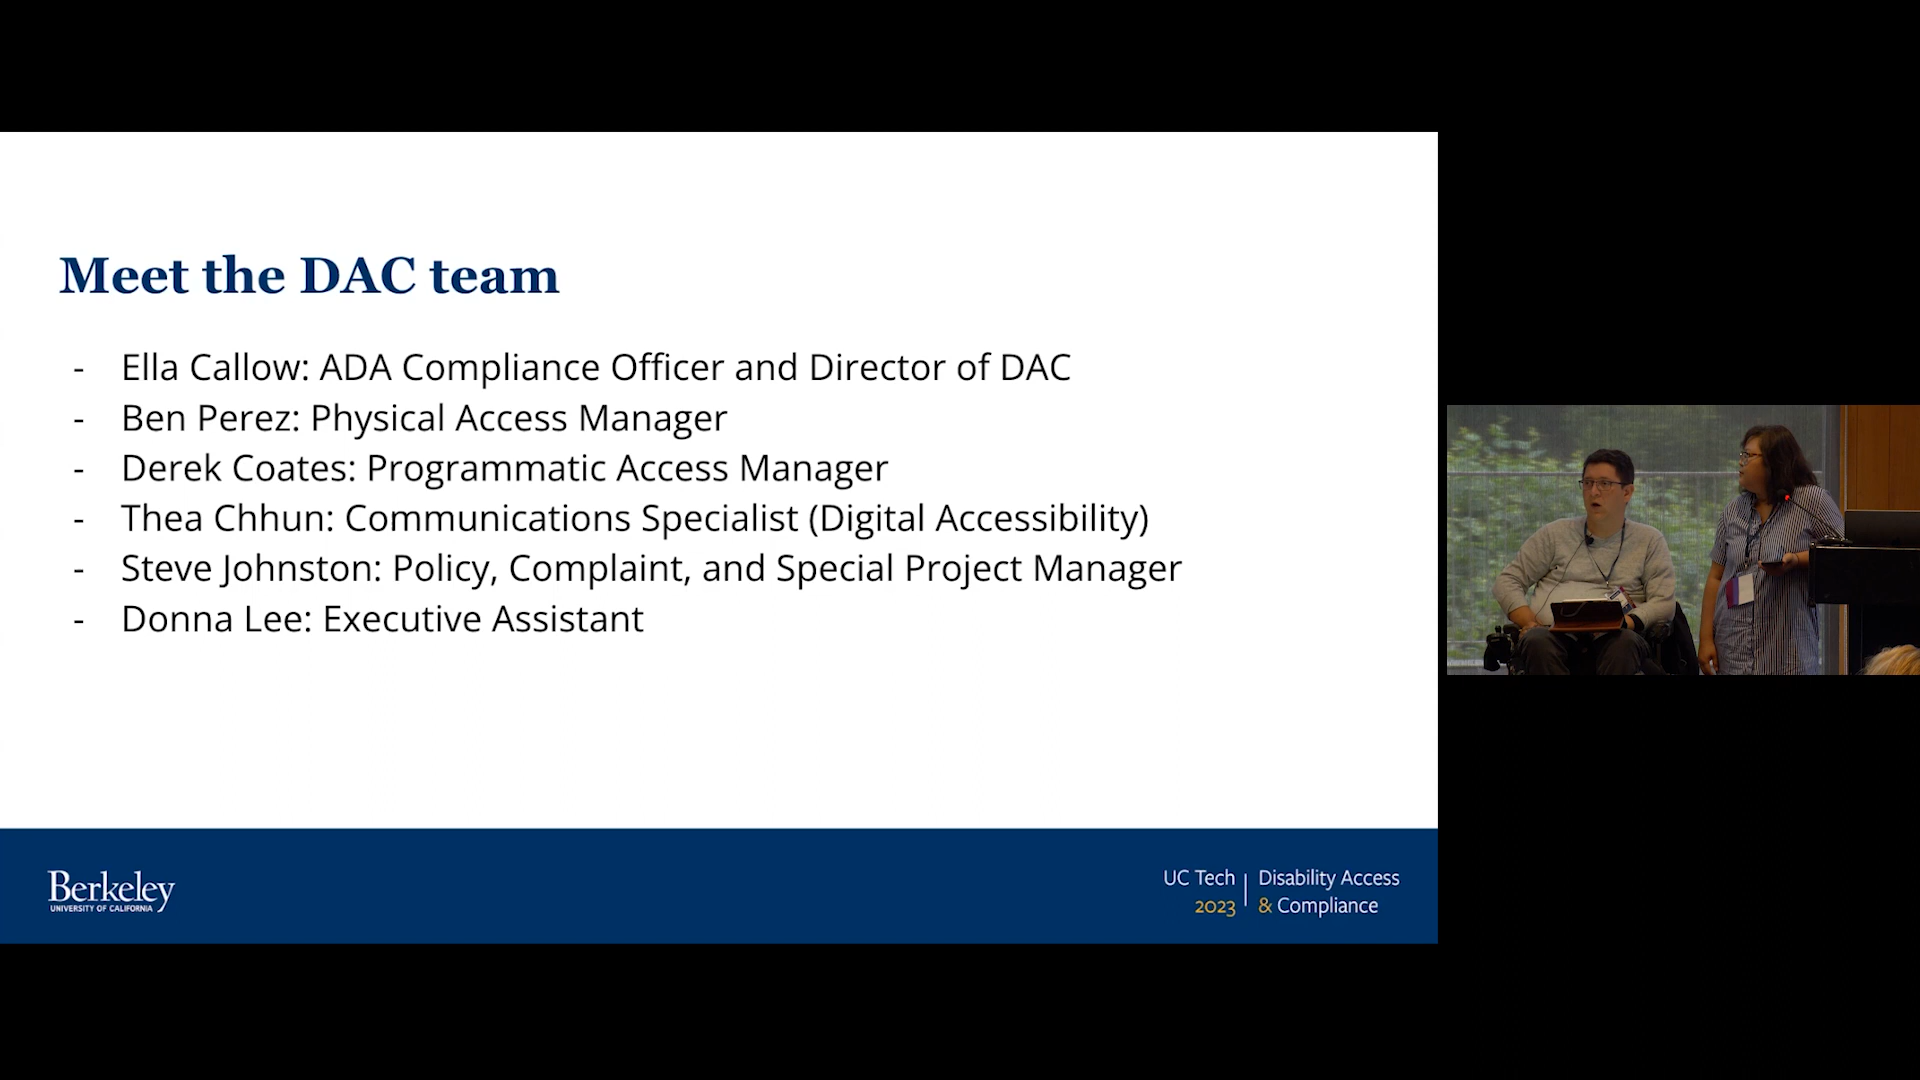 Meet the DAC team
- Ella Callow: ADA Compliance Officer and Director of DAC
- Ben Perez: Physical Access Manager
- Derek Coates: Programmatic Access Manager
- Thea Chhun: Communications Specialist (Digital Accessibility)
- Steve Johnston: Policy, Complaint, and Special Project Manager
- Donna Lee: Executive Assistant
Berkeley
UNIVERSITY OF CALIFORNIA
UC Tech
2023
Disability Access
& Compliance